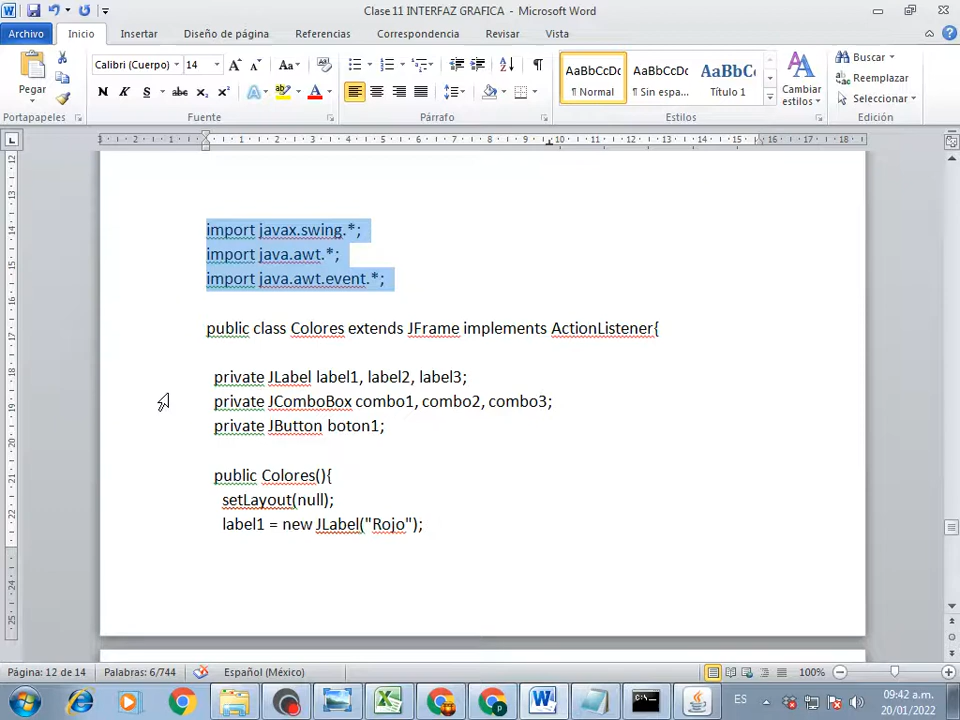 Clase 11 INTERFAZ GRAFICA - Microsoft Word
Archivo Inicio Insertar Diseño de página Referencias Correspondencia Revisar Vista
Calibri (Cuerpo) 14
Pegar
AaBbCcDc AaBbCcDc AaBbC
¶ Normal ¶ Sin espa... Título 1
Cambiar estilos
Buscar
Reemplazar
Seleccionar
Portapapeles Fuente Párrafo Estilos Edición
import javax.swing.*;
import java.awt.*;
import java.awt.event.*;
public class Colores extends JFrame implements ActionListener{
private JLabel label1, label2, label3;
private JComboBox combo1, combo2, combo3;
private JButton boton1;
public Colores(){
setLayout(null);
label1 = new JLabel("Rojo");
Página: 12 de 14 Palabras: 6/744 Español (México) 100%
ES
09:42 a.m.
20/01/2022